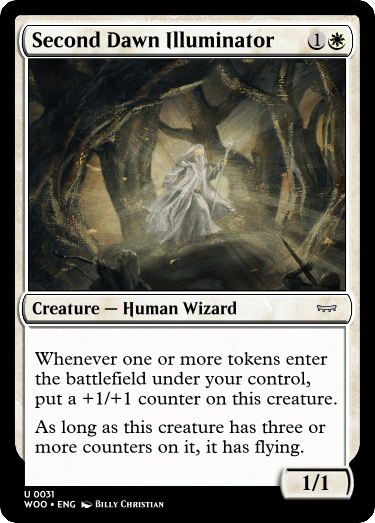 Second Dawn Illuminator 1
Creature — Human Wizard
Whenever one or more tokens enter
the battlefield under your control,
put a +1/+1 counter on this creature.
As long as this creature has three or
more counters on it, it has flying.
1/1
U 0031
WOO • ENG Billy Christian